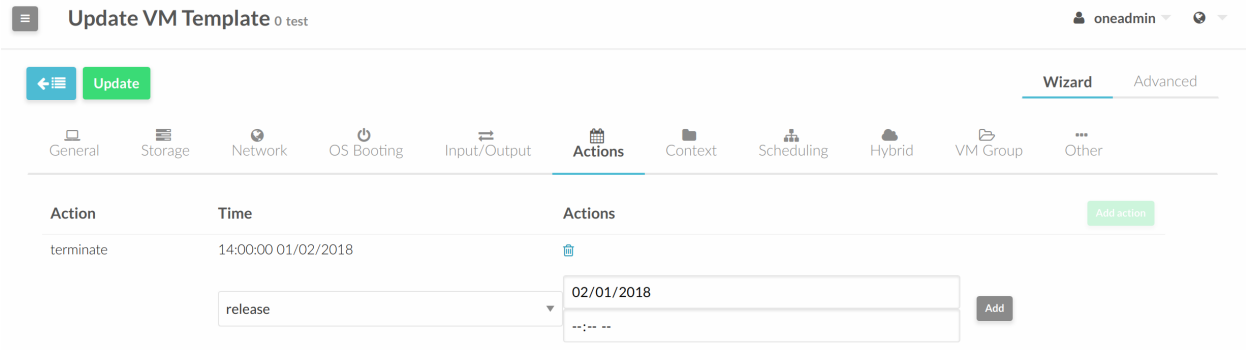 Update VM Template 0 test
oneadmin
Update
Wizard Advanced
General Storage Network OS Booting Input/Output Actions Context Scheduling Hybrid VM Group Other
Action Time Actions Add action
terminate 14:00:00 01/02/2018
02/01/2018
release Add
--:-- --